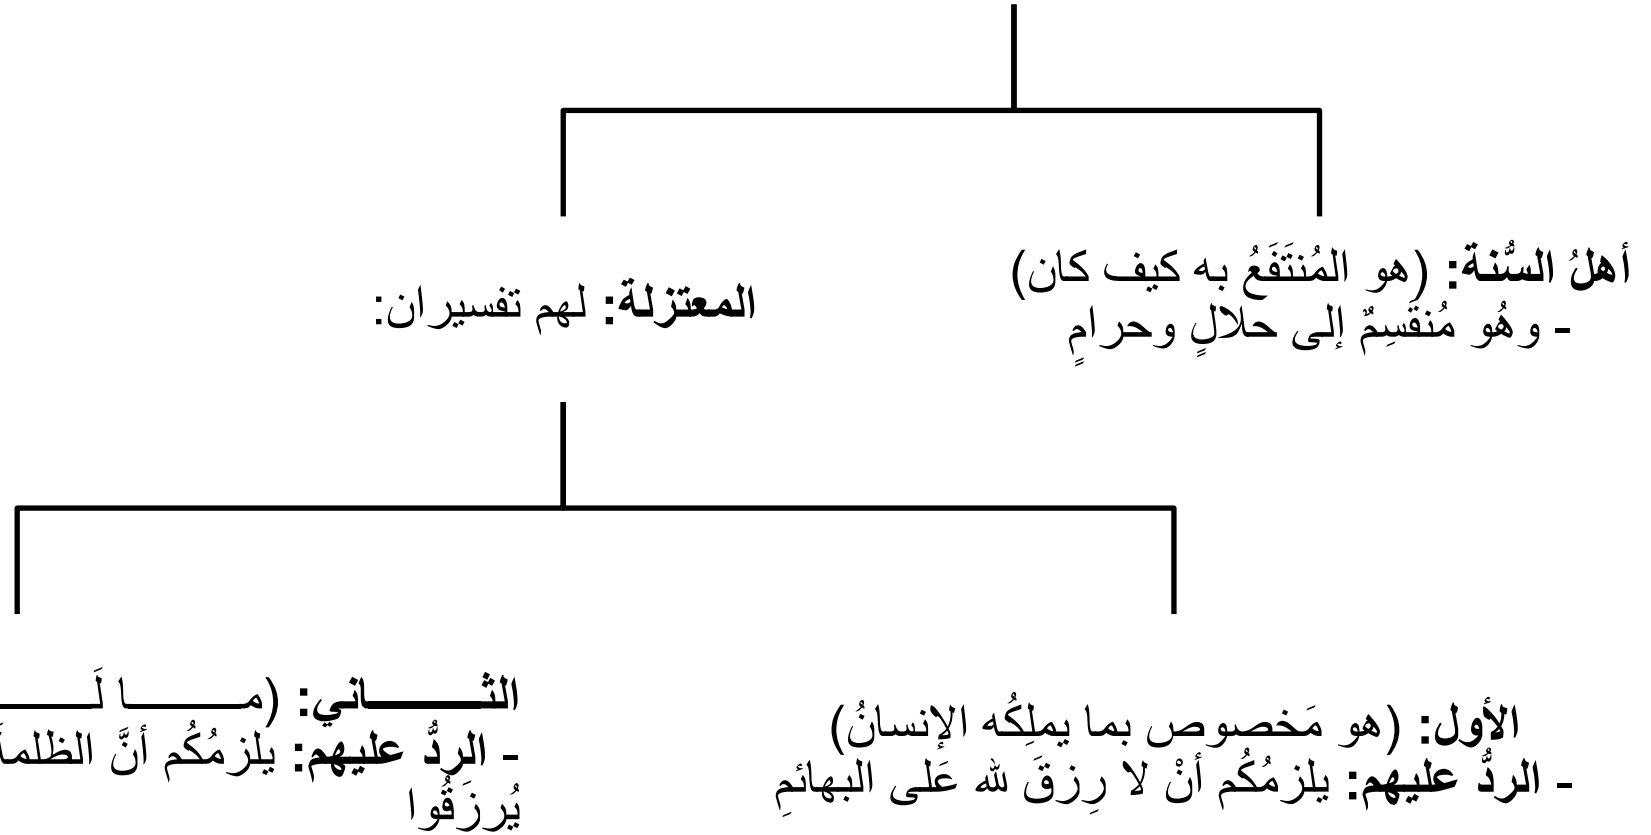 أهلُ السُّنة: (هو المُنتَفَعُ به كيف كان)
- وهُو مُنقَسِمٌ إلى حلالٍ وحرامٍ
المعتزلة: لهم تفسيران:
الأول: (هو مَخصوص بما يملِكُه الإنسانُ)
- الردُّ عليهم: يلزمُكُم أنْ لا رِزقَ لله عَلى البهائمِ
الثاني: (ما
- الردُّ عليهم: يلزمُكُم أنَّ
يُرزَقُوا